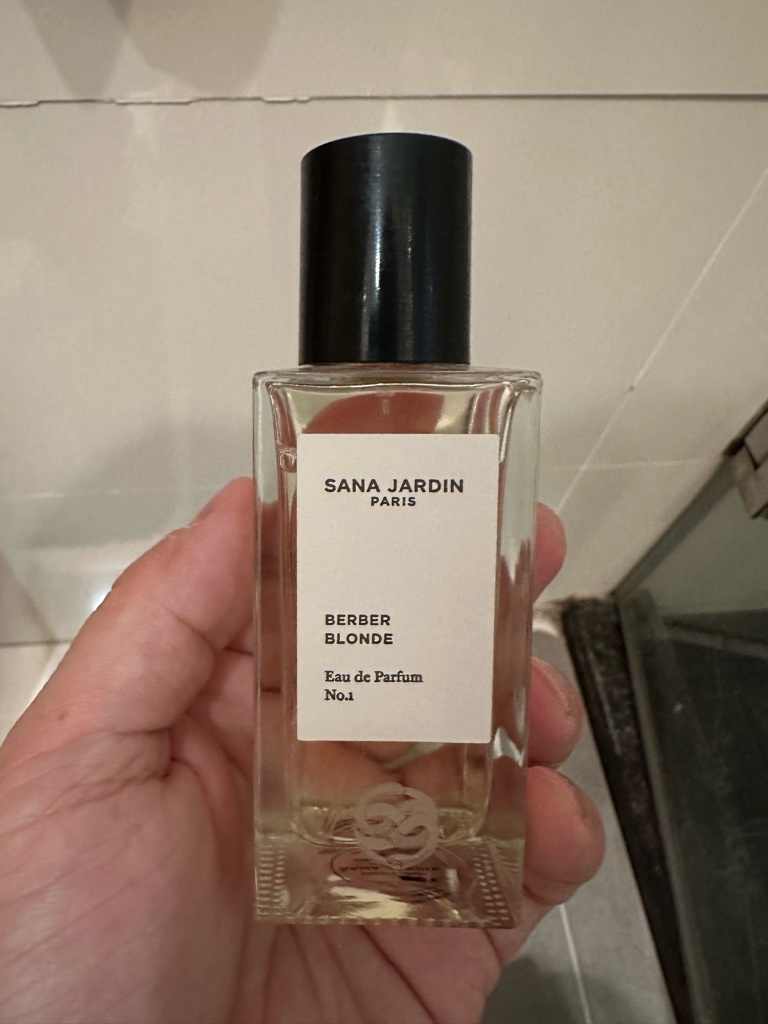 SANA JARDIN
PARIS
BERBER
BLONDE
Eau de Parfum
No.1